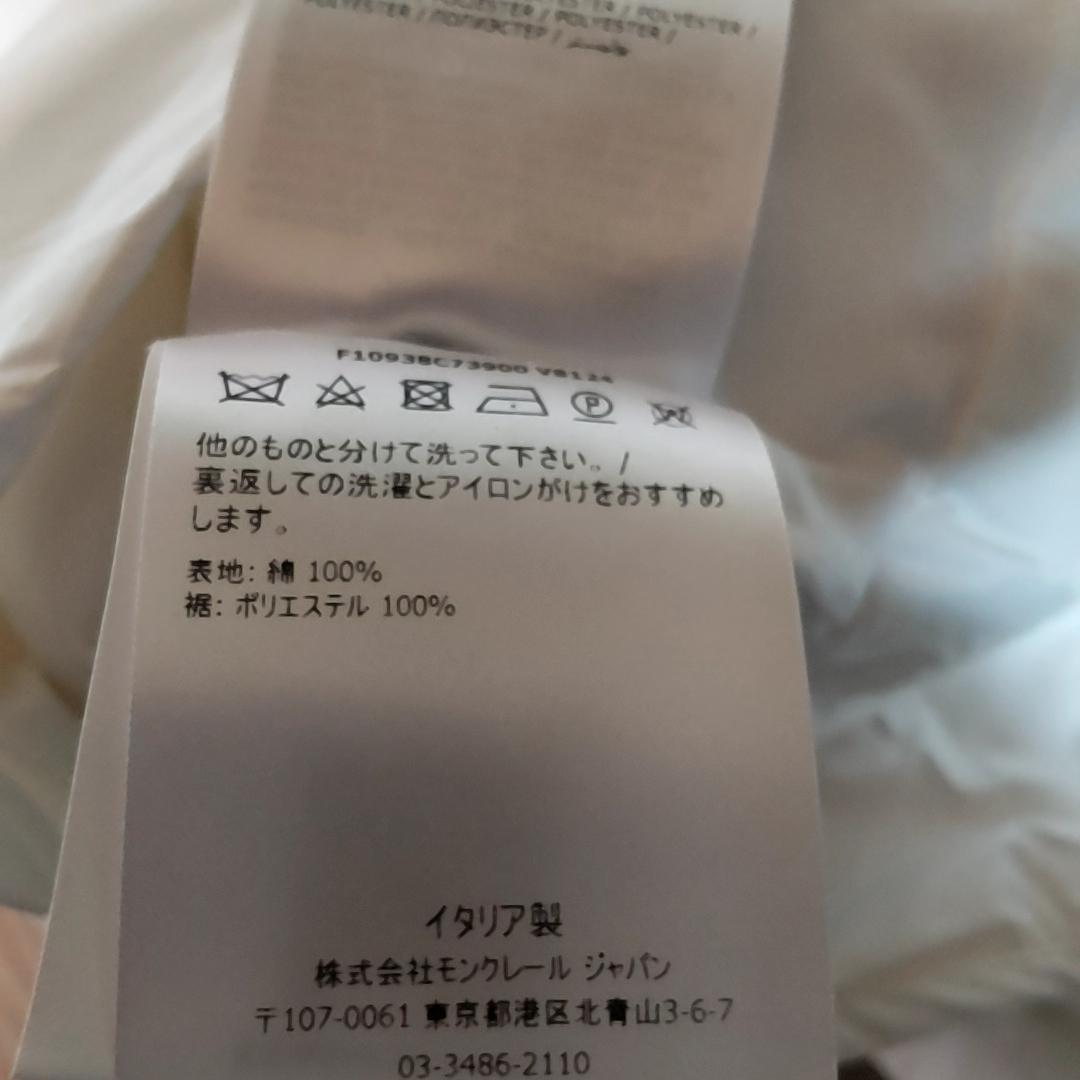 POLYESTER / POLYESTER /
POLYESTER / ПОЛИЭСТЕР /
F10938C73900 V8124
他のものと分けて洗って下さい。/
裏返しての洗濯とアイロンがけをおすすめ
します。
表地: 綿 100%
裾: ポリエステル 100%
イタリア製
株式会社モンクレール ジャパン
〒107-0061 東京都港区北青山3-6-7
03-3486-2110